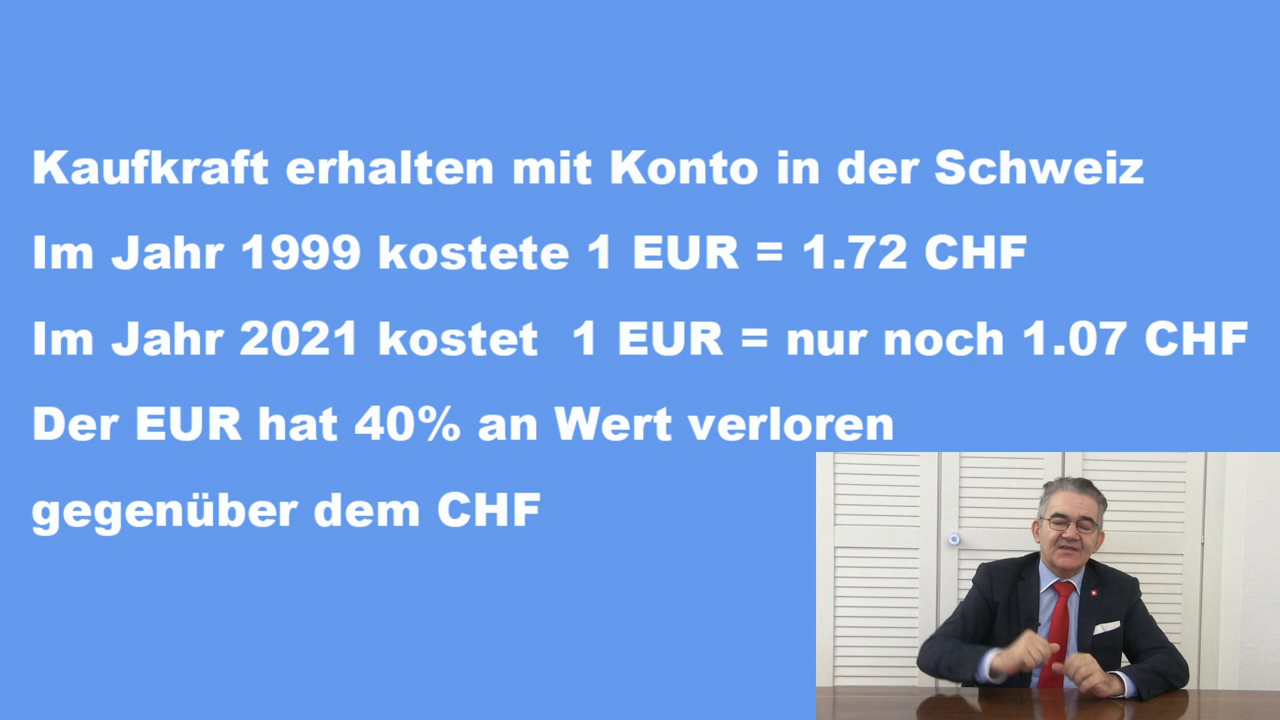 Kaufkraft erhalten mit Konto in der Schweiz
Im Jahr 1999 kostete 1 EUR = 1.72 CHF
Im Jahr 2021 kostet 1 EUR = nur noch 1.07 CHF
Der EUR hat 40% an Wert verloren
gegenüber dem CHF